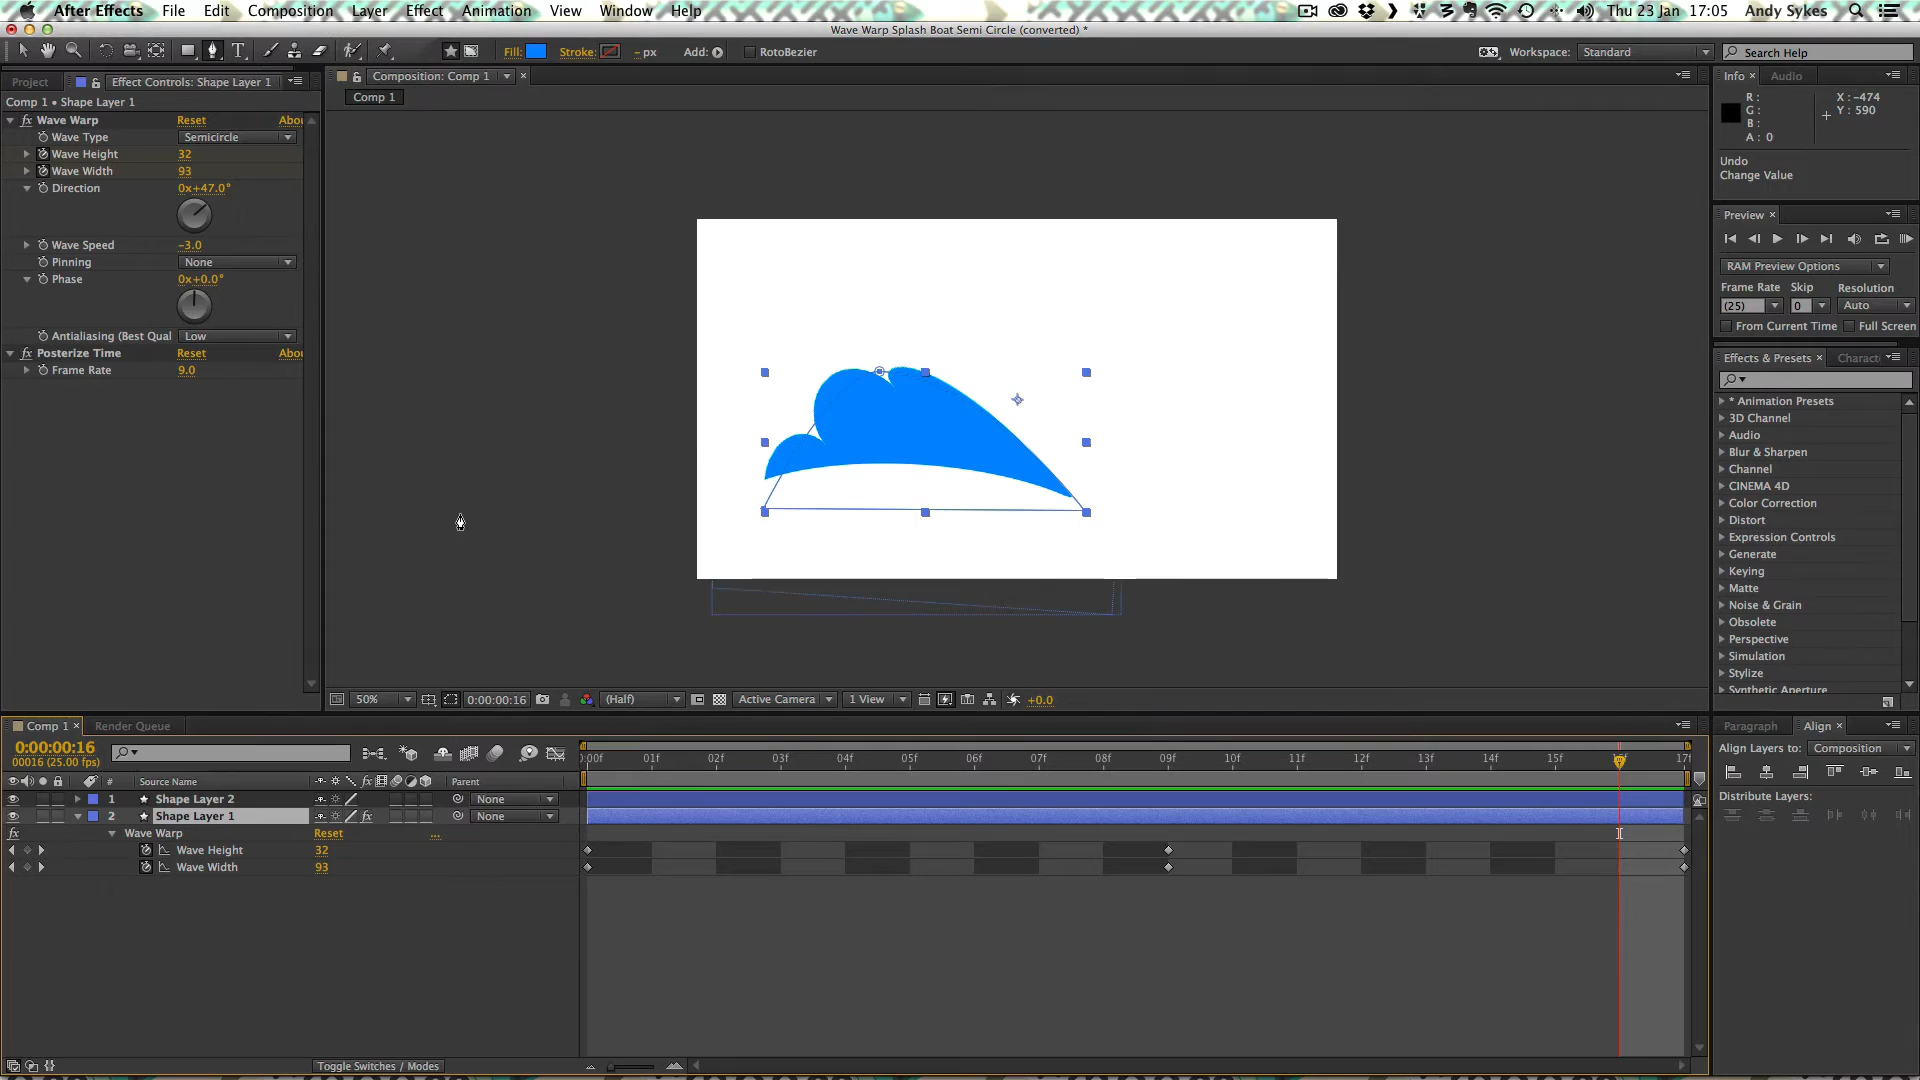 After Effects File Edit Composition Layer Effect Animation View Window Help Thu 23 Jan 17:05 Andy Sykes
Wave Warp Splash Boat Semi Circle (converted) *
T Fill: Stroke: - px Add: RotoBezier Workspace: Standard Search Help
Project Effect Controls: Shape Layer 1 Composition: Comp 1 Info Audio
Comp 1 • Shape Layer 1 Comp 1
R: X: -474
G: Y: 590
B:
A: 0
Undo
Change Value
fx Wave Warp Reset Abou
Wave Type Semicircle
Wave Height 32
Wave Width 93
Direction 0x+47.0°
Wave Speed -3.0
Pinning None
Phase 0x+0.0°
Antialiasing (Best Qual Low
fx Posterize Time Reset Abou
Frame Rate 9.0
Preview
RAM Preview Options
Frame Rate Skip Resolution
(25) 0 Auto
From Current Time Full Screen
Effects & Presets Charact
* Animation Presets
3D Channel
Audio
Blur & Sharpen
Channel
CINEMA 4D
Color Correction
Distort
Expression Controls
Generate
Keying
Matte
Noise & Grain
Obsolete
Perspective
Simulation
Stylize
Synthetic Aperture
50% 0:00:00:16 (Half) Active Camera 1 View +0.0
Comp 1 Render Queue
0:00:00:16
00016 (25.00 fps)
):00f 01f 02f 03f 04f 05f 06f 07f 08f 09f 10f 11f 12f 13f 14f 15f 17f
# Source Name fx Parent
1 Shape Layer 2 None
2 Shape Layer 1 fx None
fx Wave Warp Reset ...
Wave Height 32
Wave Width 93
Toggle Switches / Modes
Paragraph Align
Align Layers to: Composition
Distribute Layers: